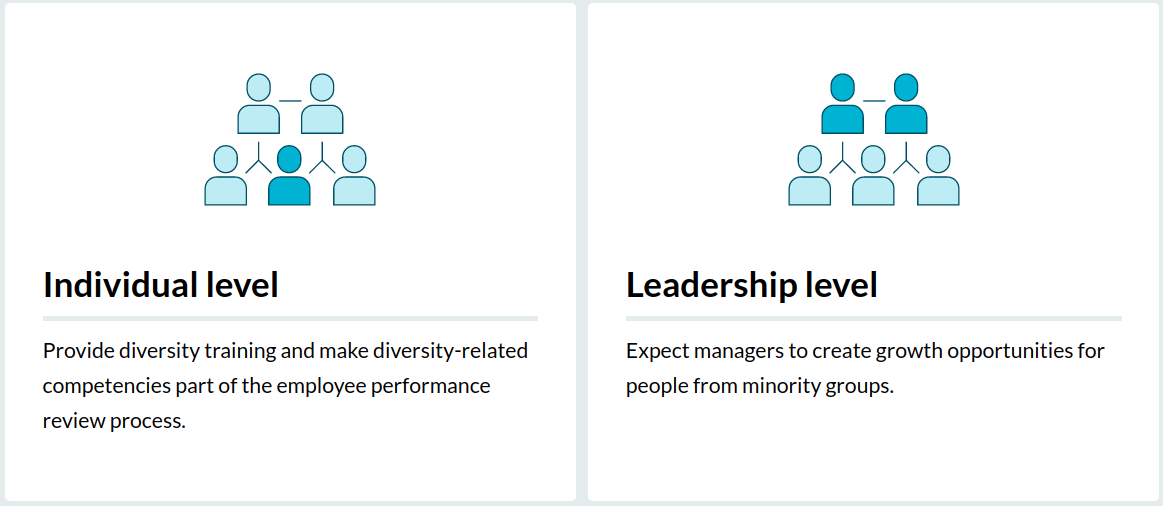 Individual level
Provide diversity training and make diversity-related
competencies part of the employee performance
review process.
Leadership level
Expect managers to create growth opportunities for
people from minority groups.